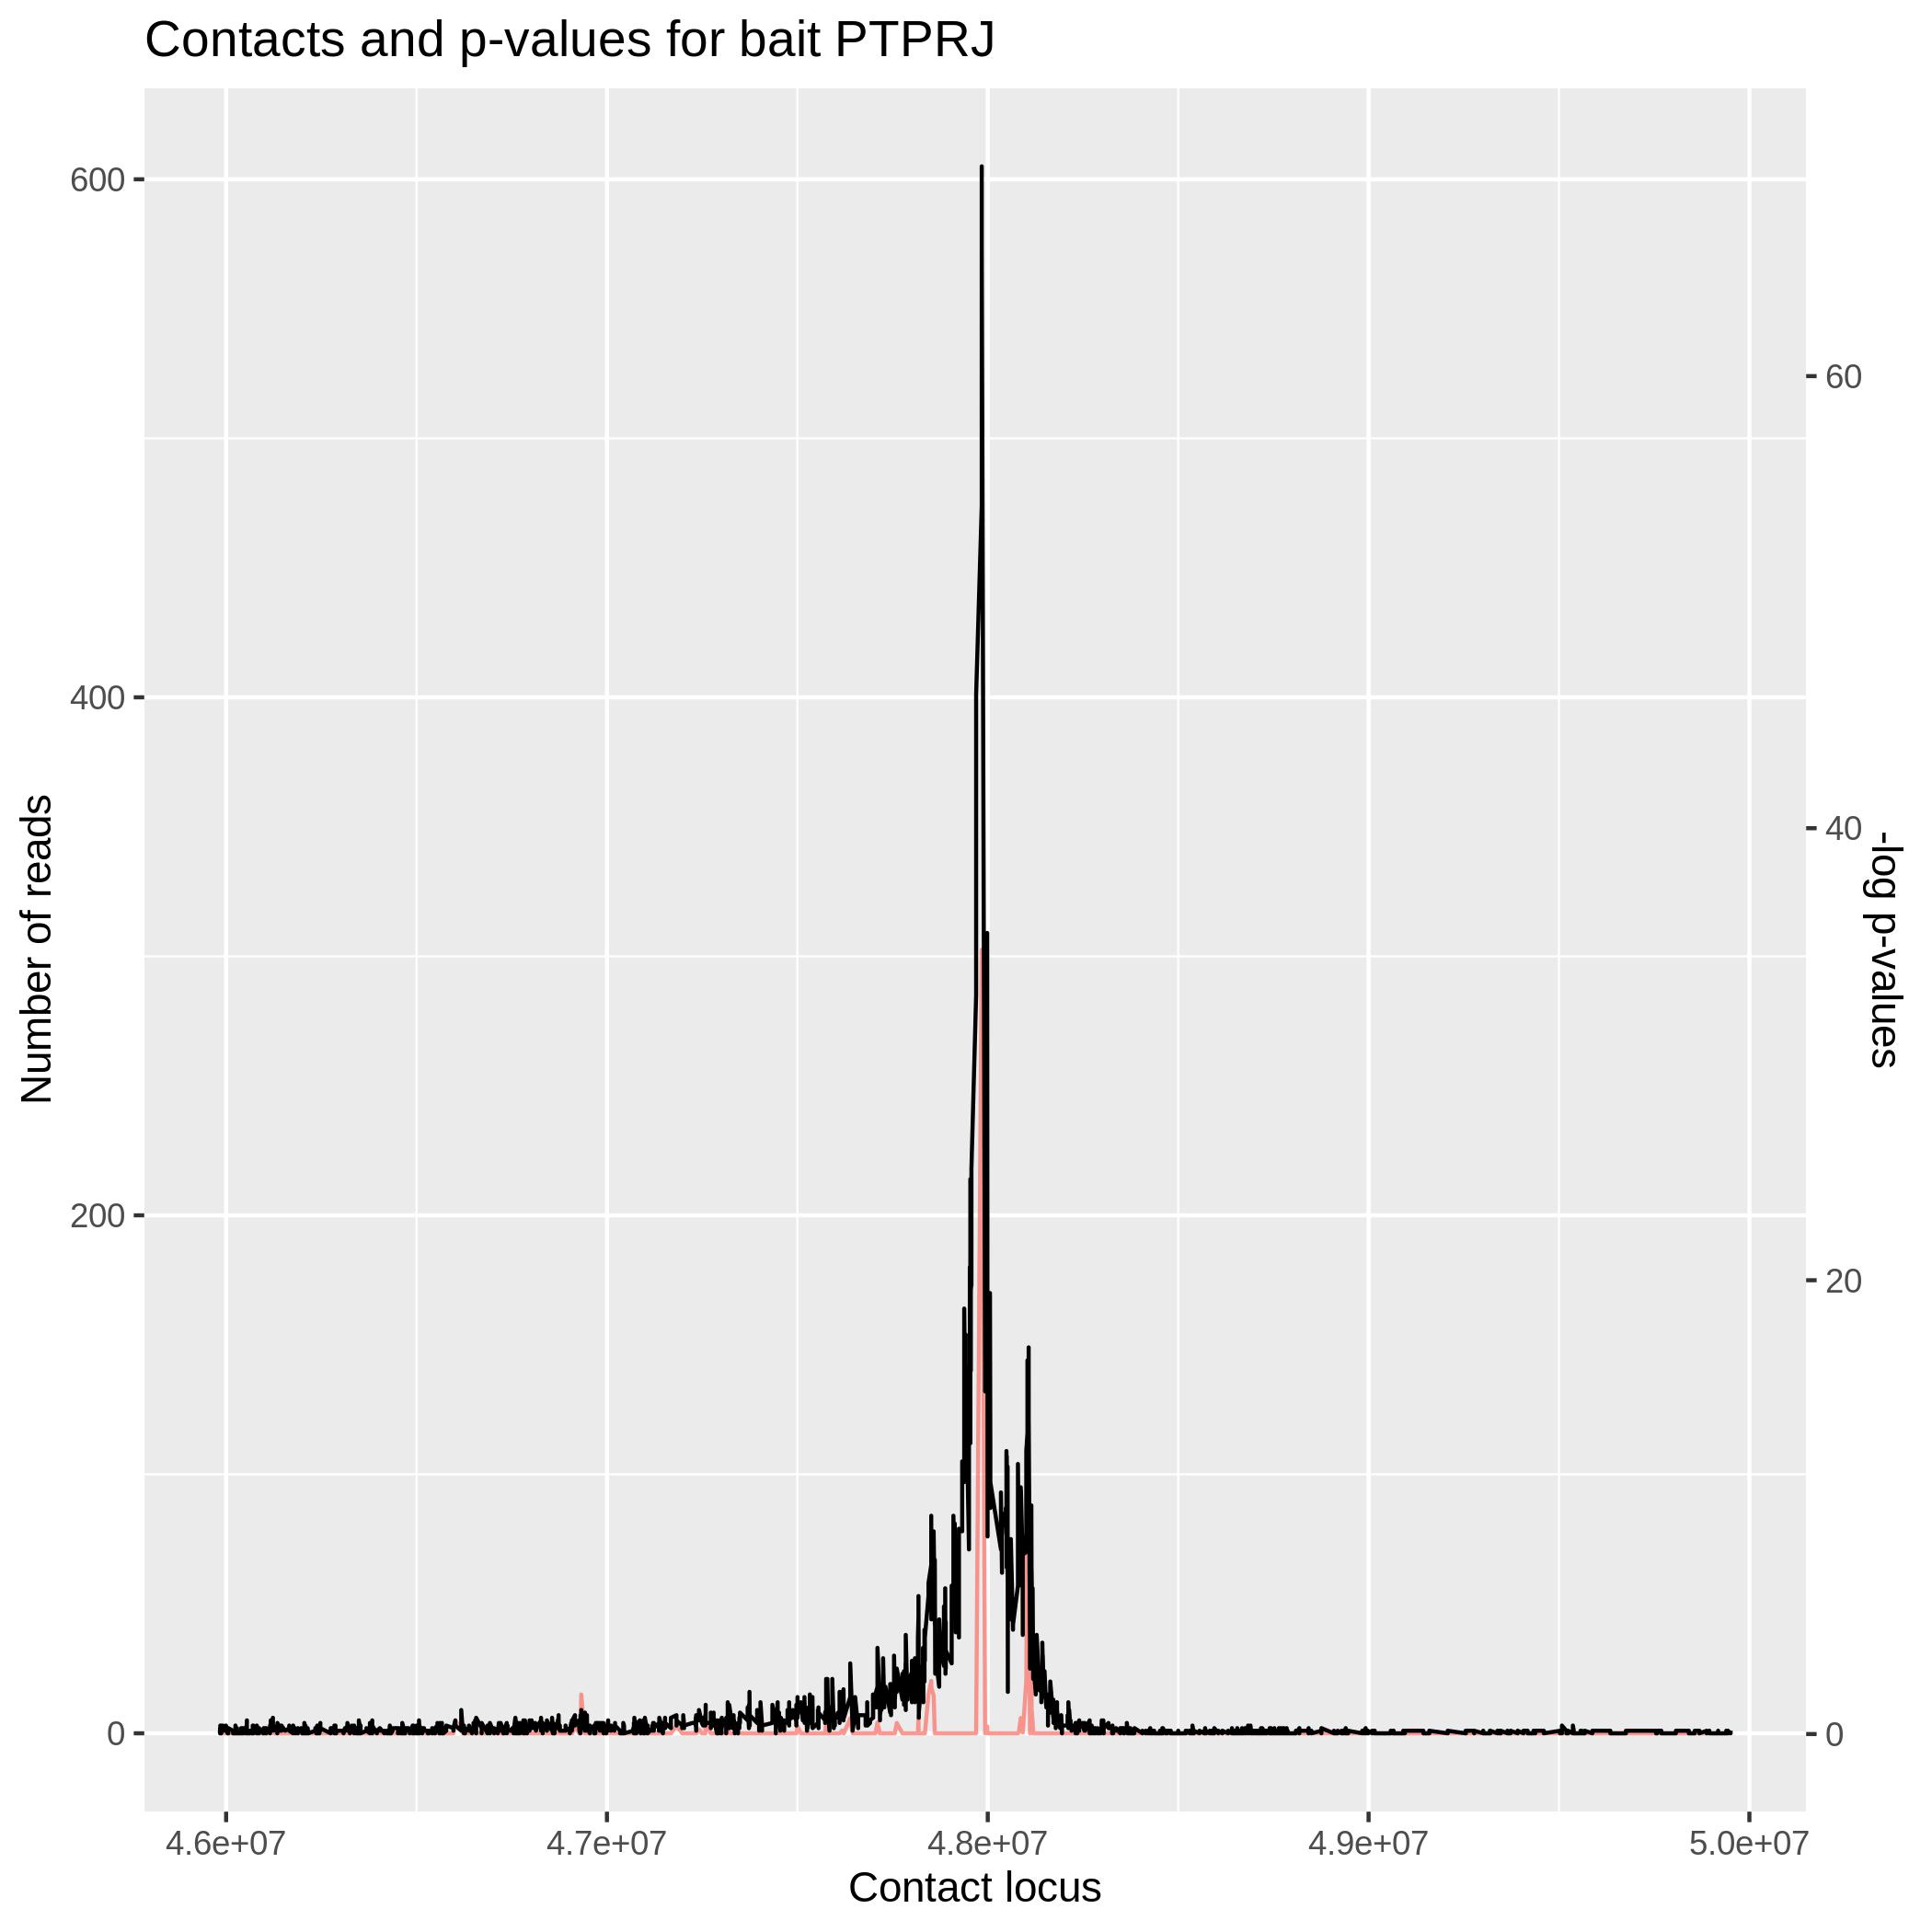 Contacts and p-values for bait PTPRJ
600
400
200
0
Number of reads
60
40
20
0
-log p-values
4.6e+07
4.7e+07
4.8e+07
4.9e+07
5.0e+07
Contact locus